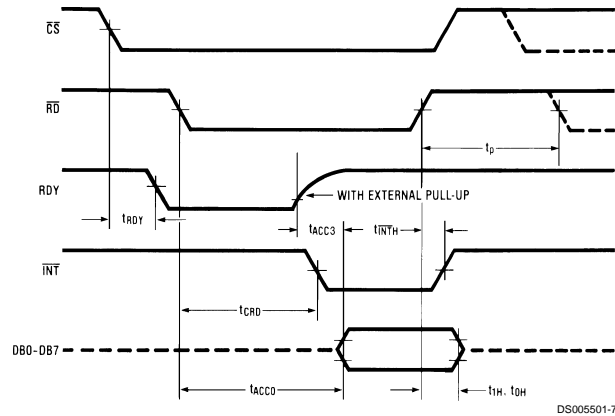 CS
RD
tp
RDY
WITH EXTERNAL PULL-UP
tRDY
tACC3
tINTH
INT
tCRD
DB0-DB7
tACC0
t1H, t0H
DS005501-7